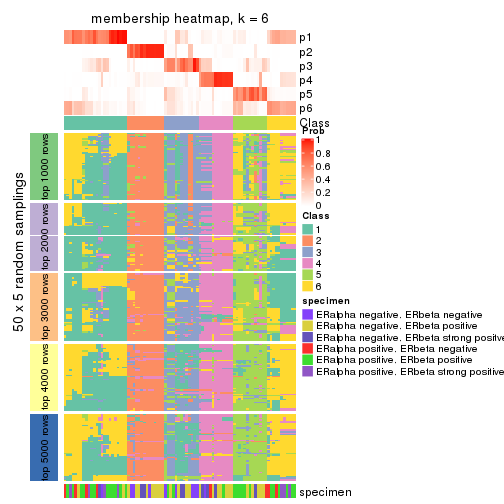 membership heatmap, k = 6
p1
p2
p3
p4
p5
p6
Class
50 x 5 random samplings
top 1000 rows
top 2000 rows
top 3000 rows
top 4000 rows
top 5000 rows
specimen
Prob
1
0.8
0.6
0.4
0.2
0
Class
1
2
3
4
5
6
specimen
ERalpha negative. ERbeta negative
ERalpha negative. ERbeta positive
ERalpha negative. ERbeta strong positive
ERalpha positive. ERbeta negative
ERalpha positive. ERbeta positive
ERalpha positive. ERbeta strong positive